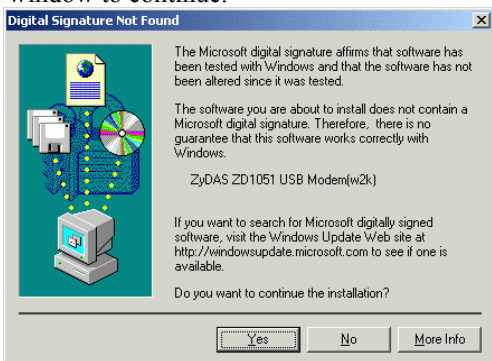 window to continue.
Digital Signature Not Found
The Microsoft digital signature affirms that software has
been tested with Windows and that the software has not
been altered since it was tested.
The software you are about to install does not contain a
Microsoft digital signature. Therefore, there is no
guarantee that this software works correctly with
Windows.
ZyDAS ZD1051 USB Modem(w2k)
If you want to search for Microsoft digitally signed
software, visit the Windows Update Web site at
http://windowsupdate.microsoft.com to see if one is
available.
Do you want to continue the installation?
Yes No More Info